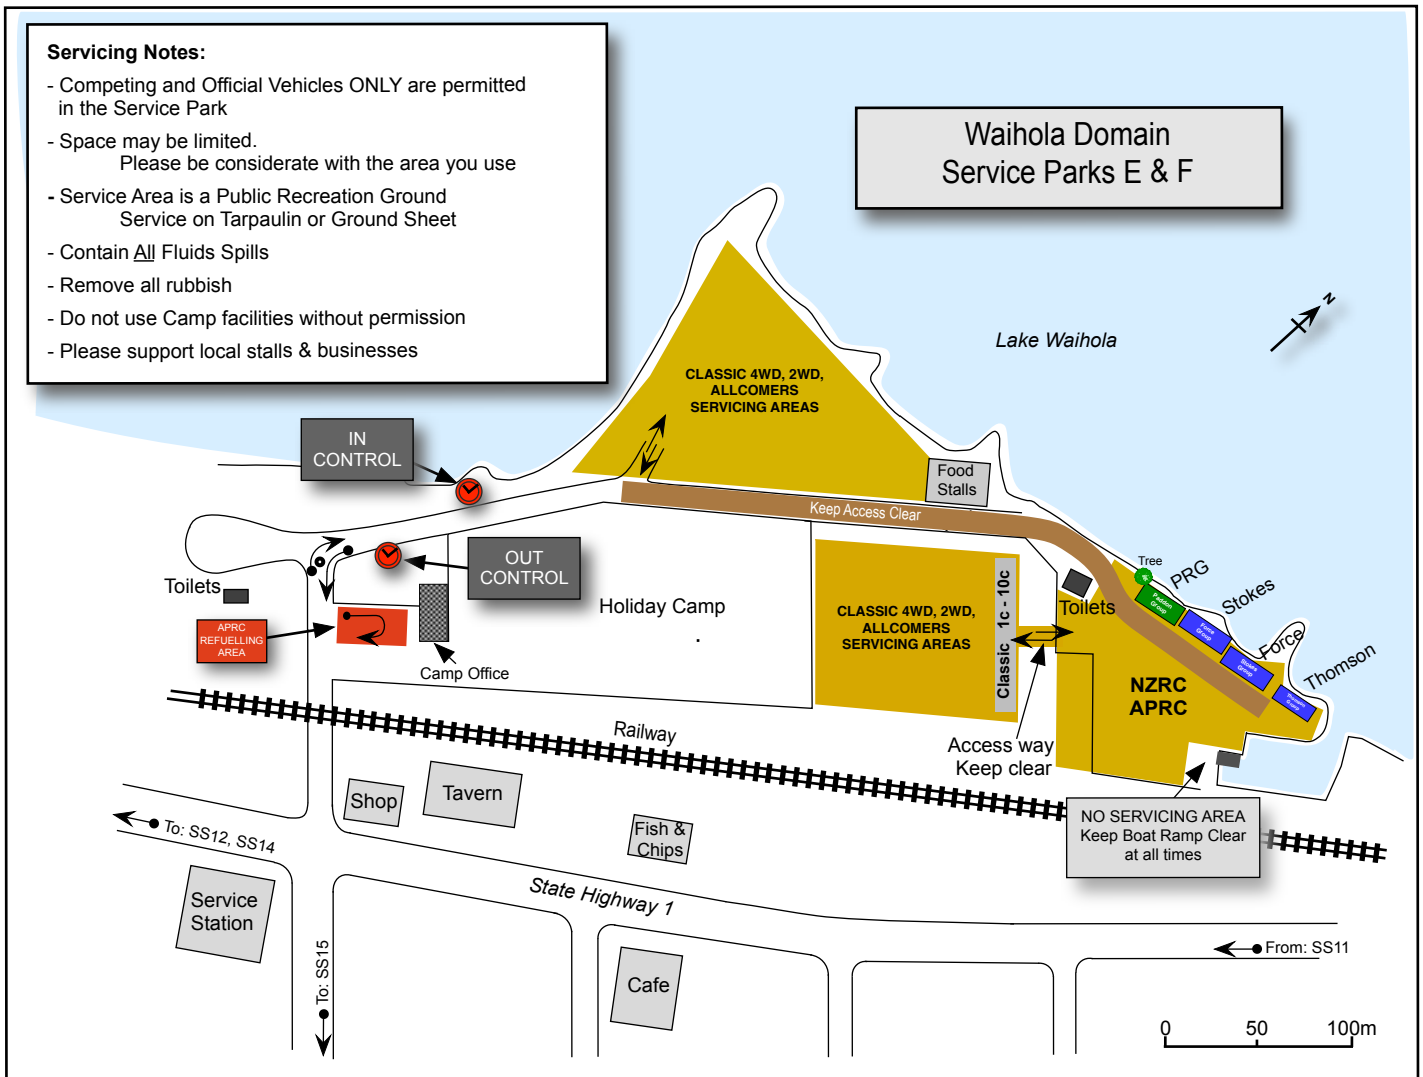 Servicing Notes:
- Competing and Official Vehicles ONLY are permitted
in the Service Park
- Space may be limited.
Please be considerate with the area you use
- Service Area is a Public Recreation Ground
Service on Tarpaulin or Ground Sheet
- Contain All Fluids Spills
- Remove all rubbish
- Do not use Camp facilities without permission
- Please support local stalls & businesses
Waihola Domain
Service Parks E & F
N
Lake Waihola
CLASSIC 4WD, 2WD,
ALLCOMERS
SERVICING AREAS
IN
CONTROL
Food
Stalls
Keep Access Clear
OUT
CONTROL
Toilets
APRC
REFUELLING
AREA
Camp Office
Holiday Camp
CLASSIC 4WD, 2WD,
ALLCOMERS
SERVICING AREAS
Classic 1c - 10c
Toilets
Tree
PRG
Stokes
Force
Thomson
Paddon
Group
Force
Group
Stokes
Group
NZRC
APRC
Access way
Keep clear
Railway
NO SERVICING AREA
Keep Boat Ramp Clear
at all times
Shop
Tavern
Fish &
Chips
To: SS12, SS14
Service
Station
State Highway 1
To: SS15
Cafe
From: SS11
0 50 100m